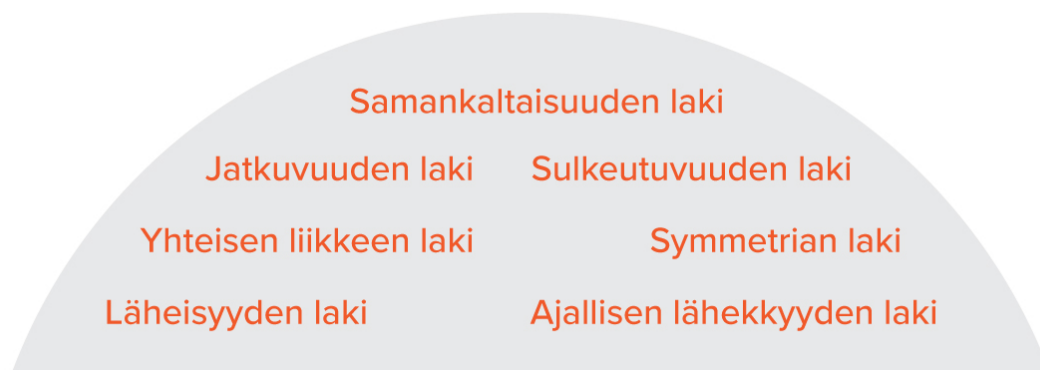 Samankaltaisuuden laki
Jatkuvuuden laki Sulkeutuvuuden laki
Yhteisen liikkeen laki Symmetrian laki
Läheisyyden laki Ajallisen lähekkyyden laki